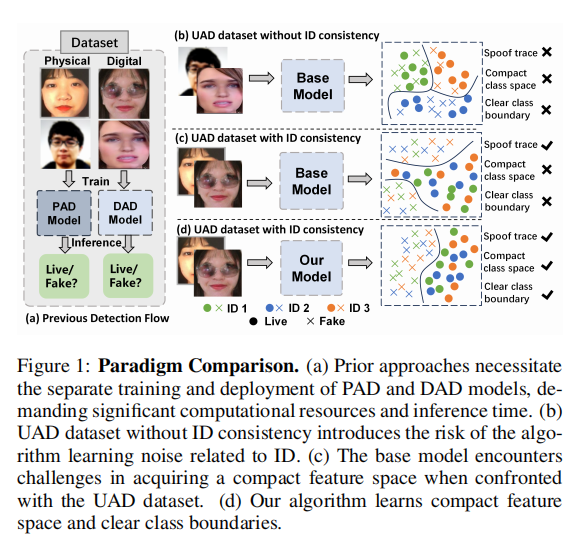 Dataset
Physical Digital
Train
PAD
Model
DAD
Model
Inference
Live/
Fake?
Live/
Fake?
(a) Previous Detection Flow
(b) UAD dataset without ID consistency
Base
Model
Spoof trace
Compact
class space
Clear class
boundary
(c) UAD dataset with ID consistency
Base
Model
Spoof trace
Compact
class space
Clear class
boundary
(d) UAD dataset with ID consistency
Our
Model
Spoof trace
Compact
class space
Clear class
boundary
ID 1 ID 2 ID 3
Live Fake
Figure 1: Paradigm Comparison. (a) Prior approaches necessitate
the separate training and deployment of PAD and DAD models, de-
manding significant computational resources and inference time. (b)
UAD dataset without ID consistency introduces the risk of the algo-
rithm learning noise related to ID. (c) The base model encounters
challenges in acquiring a compact feature space when confronted
with the UAD dataset. (d) Our algorithm learns compact feature
space and clear class boundaries.